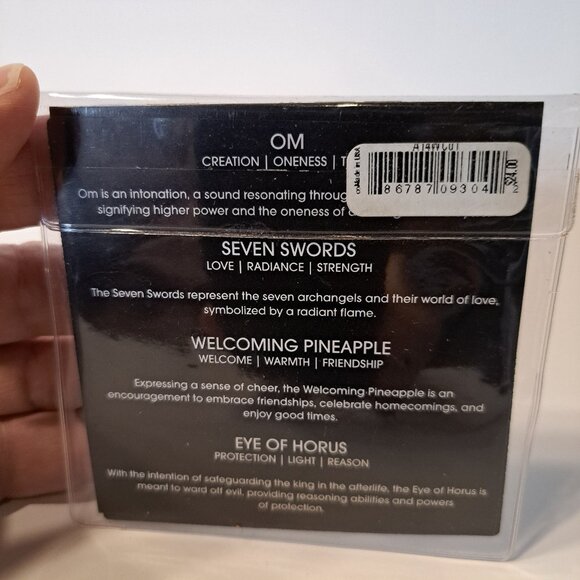 OM
CREATION | ONENESS |
A14WC01
Made in USA
86787 09304
$24.00
Om is an intonation, a sound resonating
signifying higher power and the oneness of
SEVEN SWORDS
LOVE | RADIANCE | STRENGTH
The Seven Swords represent the seven archangels and their world of love,
symbolized by a radiant flame.
WELCOMING PINEAPPLE
WELCOME | WARMTH | FRIENDSHIP
Expressing a sense of cheer, the Welcoming Pineapple is an
encouragement to embrace friendships, celebrate homecomings, and
enjoy good times.
EYE OF HORUS
PROTECTION | LIGHT | REASON
With the intention of safeguarding the king in the afterlife, the Eye of Horus is
meant to ward off evil, providing reasoning abilities and powers
of protection.